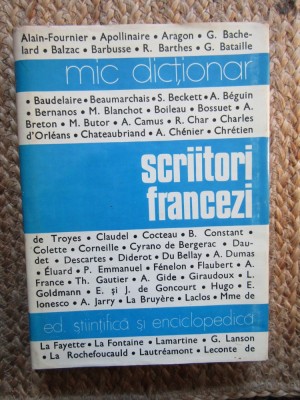 Alain-Fournier • Apollinaire • Aragon • G. Bache-
lard • Balzac • Barbusse • R. Barthes • G. Bataille
mic dicționar
• Baudelaire • Beaumarchais • S. Beckett • A. Béguin
• Bernanos • M. Blanchot • Boileau • Bossuet • A.
Breton • M. Butor • A. Camus • R. Char • Charles
d'Orléans • Chateaubriand • A. Chénier • Chrétien
scriitori
francezi
de Troyes • Claudel • Cocteau • B. Constant
• Colette • Corneille • Cyrano de Bergerac • Dau-
det • Descartes • Diderot • Du Bellay • A. Dumas
• Éluard • P. Emmanuel • Fénelon • Flaubert • A.
France • Th. Gautier • A. Gide • Giraudoux • L.
Goldmann • E. și J. de Goncourt • Hugo • E.
Ionesco • A. Jarry • La Bruyère • Laclos • Mme de
ed. științifică și enciclopedică
La Fayette • La Fontaine • Lamartine • G. Lanson
• La Rochefoucauld • Lautréamont • Leconte de